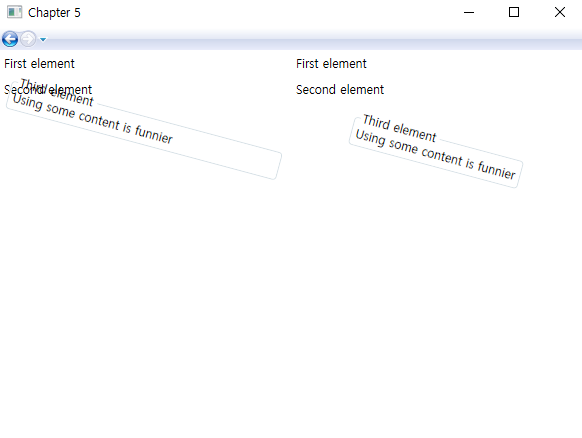 Chapter 5
First element
Second element
Third element
Using some content is funnier
First element
Second element
Third element
Using some content is funnier